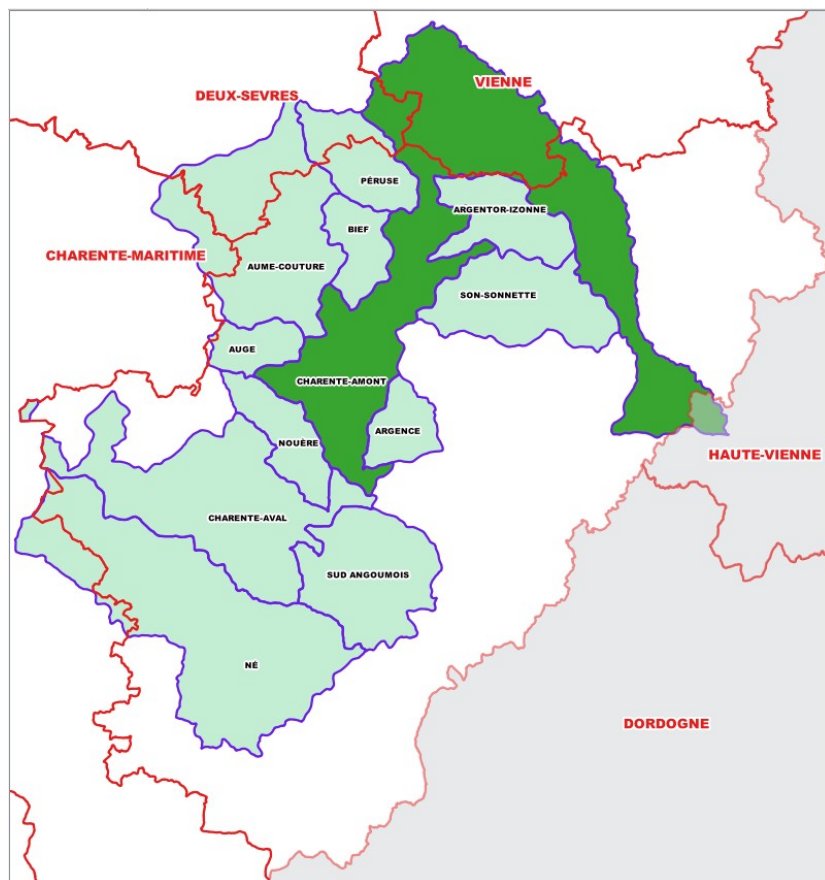 VIENNE
DEUX-SEVRES
PÉRUSE
ARGENTOR-IZONNE
BIEF
CHARENTE-MARITIME
AUME-COUTURE
SON-SONNETTE
AUGE
CHARENTE-AMONT
ARGENCE
NOUÈRE
HAUTE-VIENNE
CHARENTE-AVAL
SUD ANGOUMOIS
NÉ
DORDOGNE